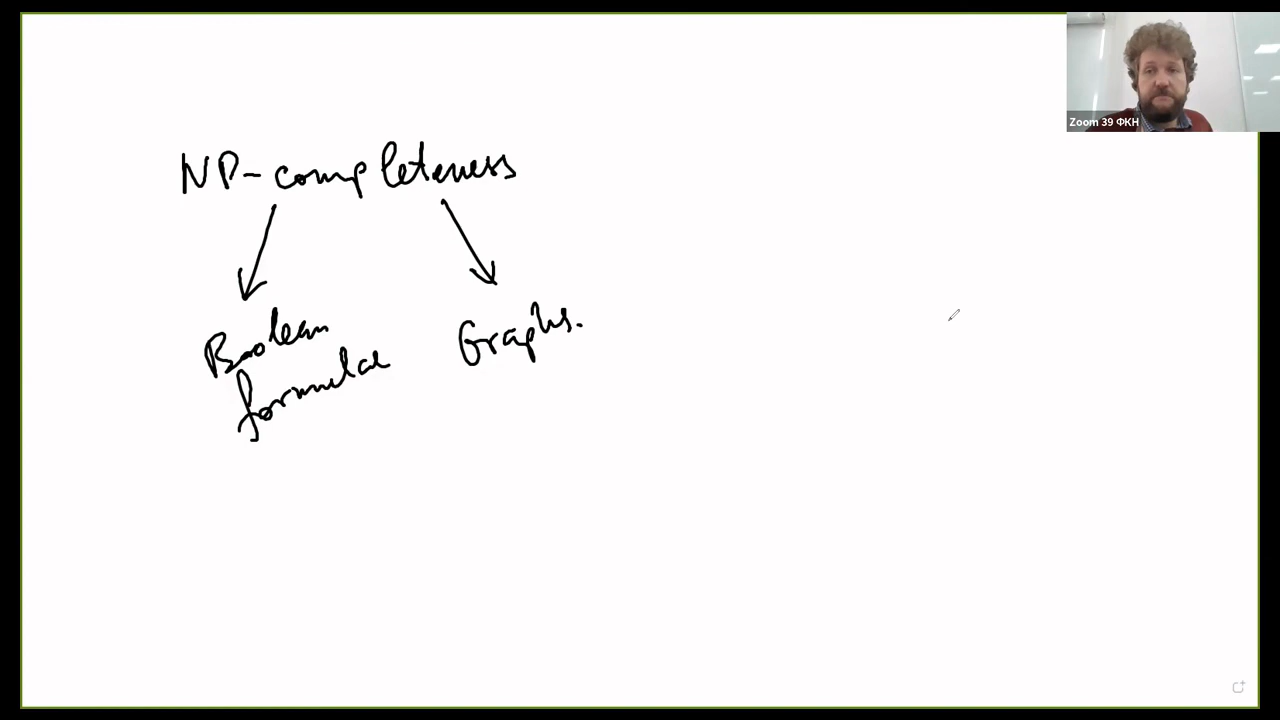 Zoom 39 ФКН
NP-completeness
Boolean
formulae
Graphs.